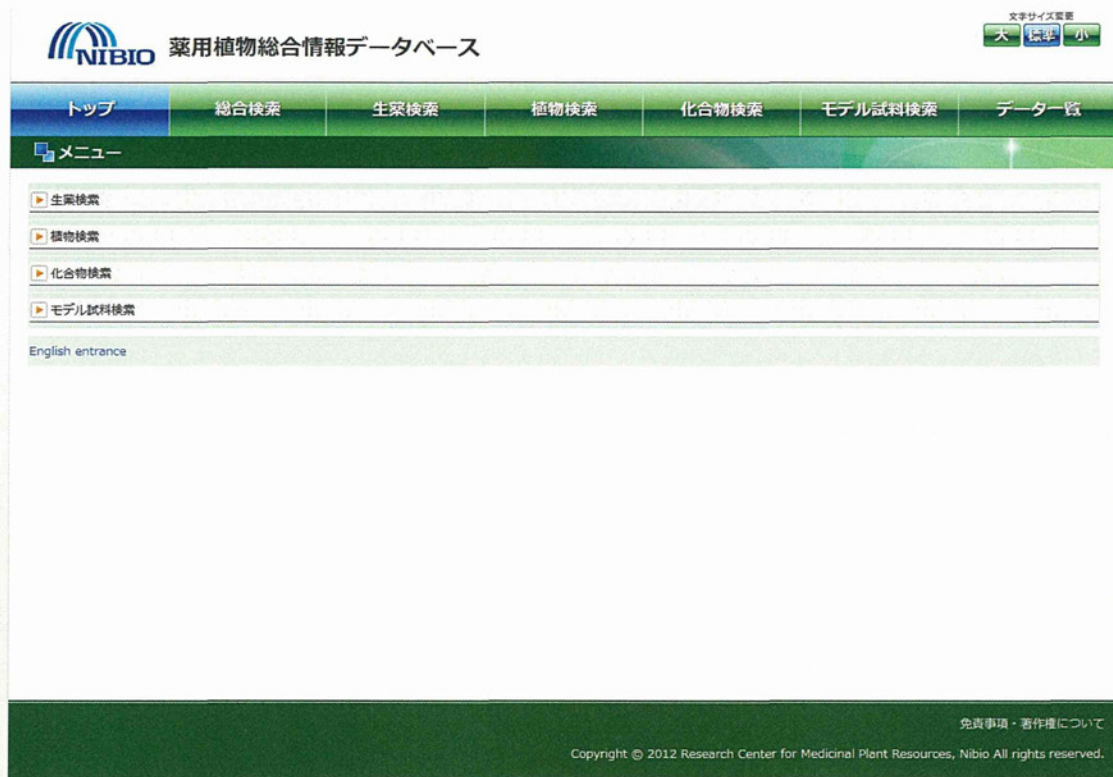 文字サイズ変更
NIBIO 薬用植物総合情報データベース
大 標準 小
トップ 総合検索 生薬検索 植物検索 化合物検索 モデル試料検索 データ一覧
メニュー
生薬検索
植物検索
化合物検索
モデル試料検索
English entrance
免責事項・著作権について
Copyright © 2012 Research Center for Medicinal Plant Resources, Nibio All rights reserved.